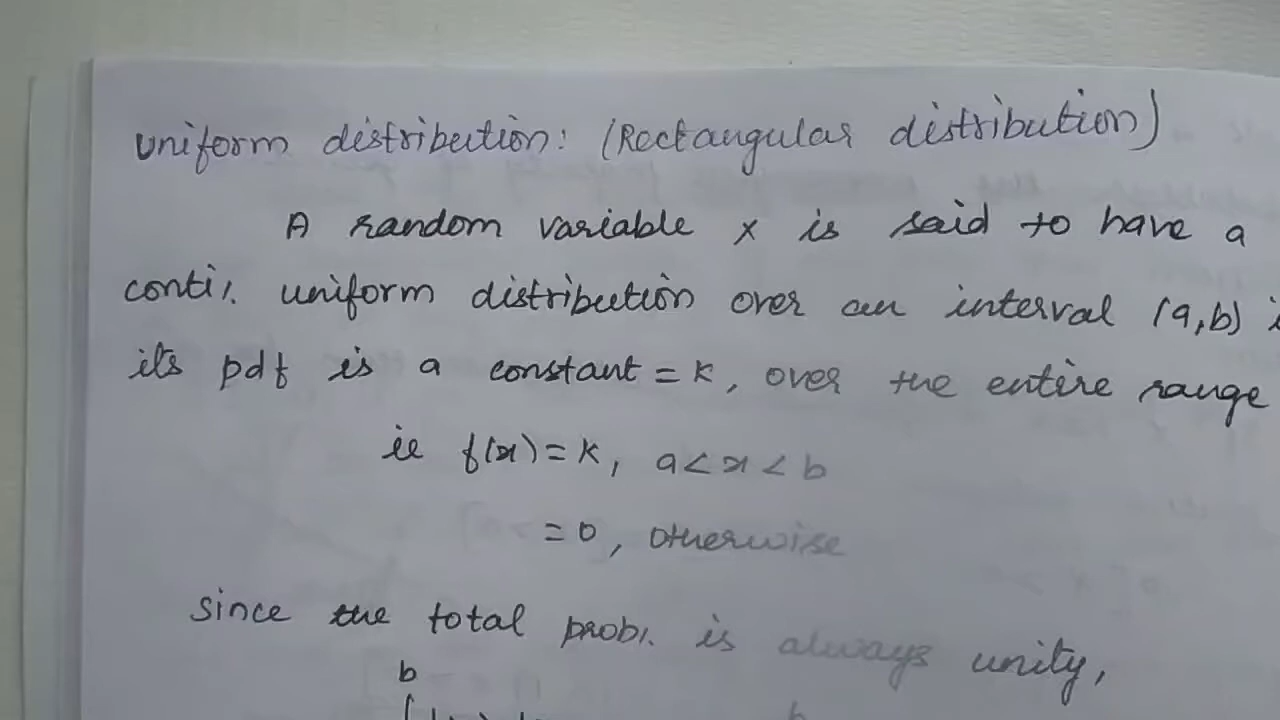 uniform distribution: (Rectangular distribution)
A random variable x is said to have a
conti. uniform distribution over an interval (a,b)
its pdf is a constant = k, over the entire range
ie f(x) = k, a < x < b
= 0, otherwise
since the total prob. is always unity,
b